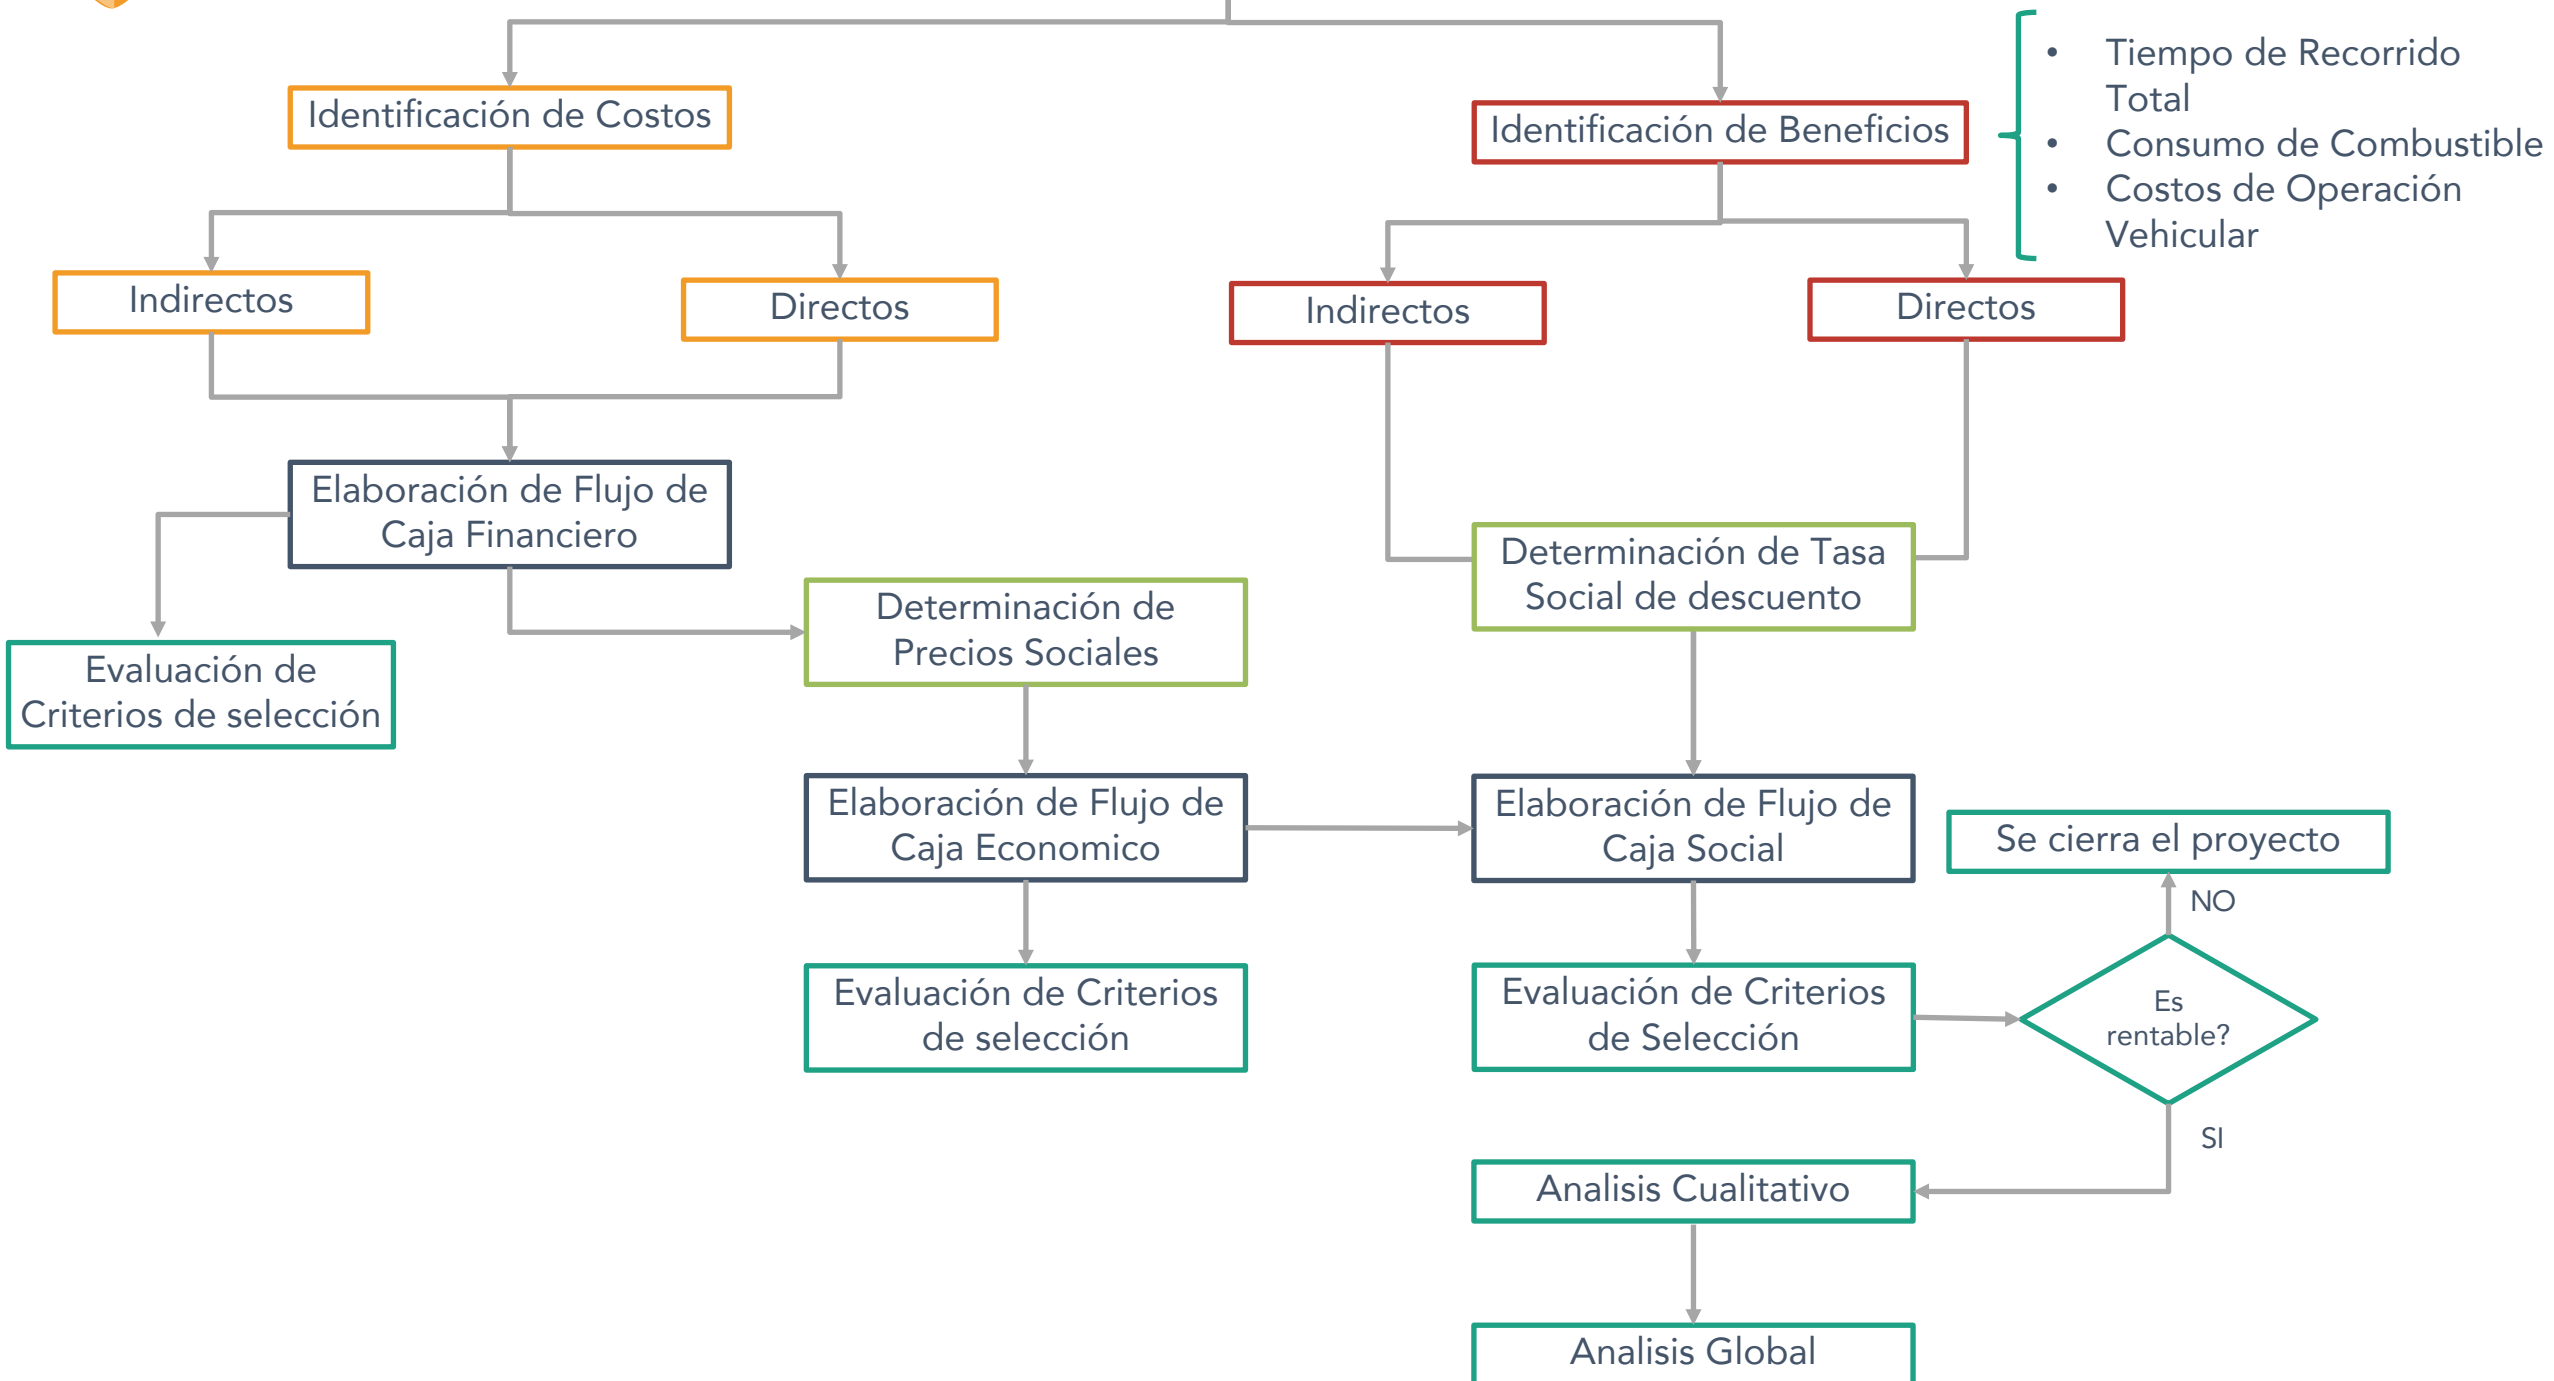 Identificación de Costos
Identificación de Beneficios
• Tiempo de Recorrido
Total
• Consumo de Combustible
• Costos de Operación
Vehicular
Indirectos
Directos
Indirectos
Directos
Elaboración de Flujo de
Caja Financiero
Determinación de Tasa
Social de descuento
Determinación de
Precios Sociales
Evaluación de
Criterios de selección
Elaboración de Flujo de
Caja Economico
Elaboración de Flujo de
Caja Social
Se cierra el proyecto
NO
Evaluación de Criterios
de selección
Evaluación de Criterios
de Selección
Es
rentable?
SI
Analisis Cualitativo
Analisis Global